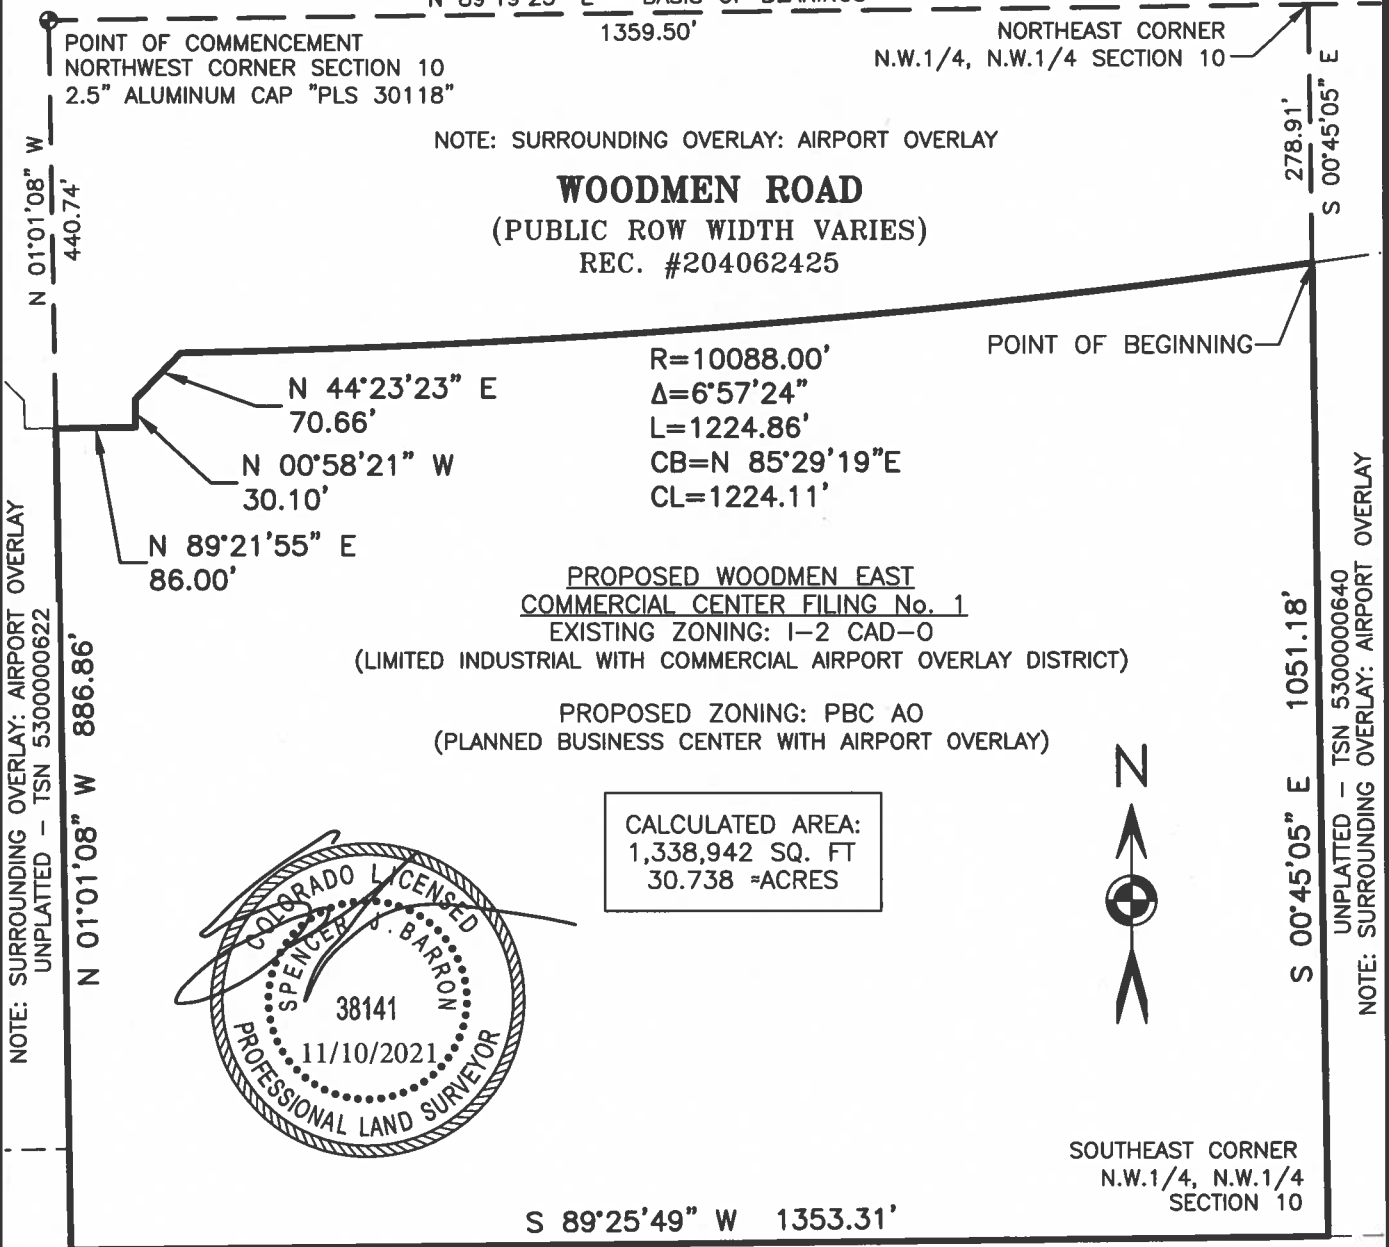 1359.50'
POINT OF COMMENCEMENT
NORTHWEST CORNER SECTION 10
2.5" ALUMINUM CAP "PLS 30118"
NORTHEAST CORNER
N.W.1/4, N.W.1/4 SECTION 10
N 01°01'08" W
440.74'
278.91'
S 00°45'05" E
NOTE: SURROUNDING OVERLAY: AIRPORT OVERLAY
WOODMEN ROAD
(PUBLIC ROW WIDTH VARIES)
REC. #204062425
POINT OF BEGINNING
R=10088.00'
Δ=6°57'24"
L=1224.86'
CB=N 85°29'19"E
CL=1224.11'
N 44°23'23" E
70.66'
N 00°58'21" W
30.10'
N 89°21'55" E
86.00'
PROPOSED WOODMEN EAST
COMMERCIAL CENTER FILING No. 1
EXISTING ZONING: I-2 CAD-O
(LIMITED INDUSTRIAL WITH COMMERCIAL AIRPORT OVERLAY DISTRICT)
PROPOSED ZONING: PBC AO
(PLANNED BUSINESS CENTER WITH AIRPORT OVERLAY)
CALCULATED AREA:
1,338,942 SQ. FT
30.738 ≈ACRES
N
NOTE: SURROUNDING OVERLAY: AIRPORT OVERLAY
UNPLATTED - TSN 5300000622
N 01°01'08" W 886.86'
S 00°45'05" E 1051.18'
UNPLATTED - TSN 5300000640
NOTE: SURROUNDING OVERLAY: AIRPORT OVERLAY
COLORADO LICENSED
SPENCER J. BARRON
38141
11/10/2021
PROFESSIONAL LAND SURVEYOR
SOUTHEAST CORNER
N.W.1/4, N.W.1/4
SECTION 10
S 89°25'49" W 1353.31'